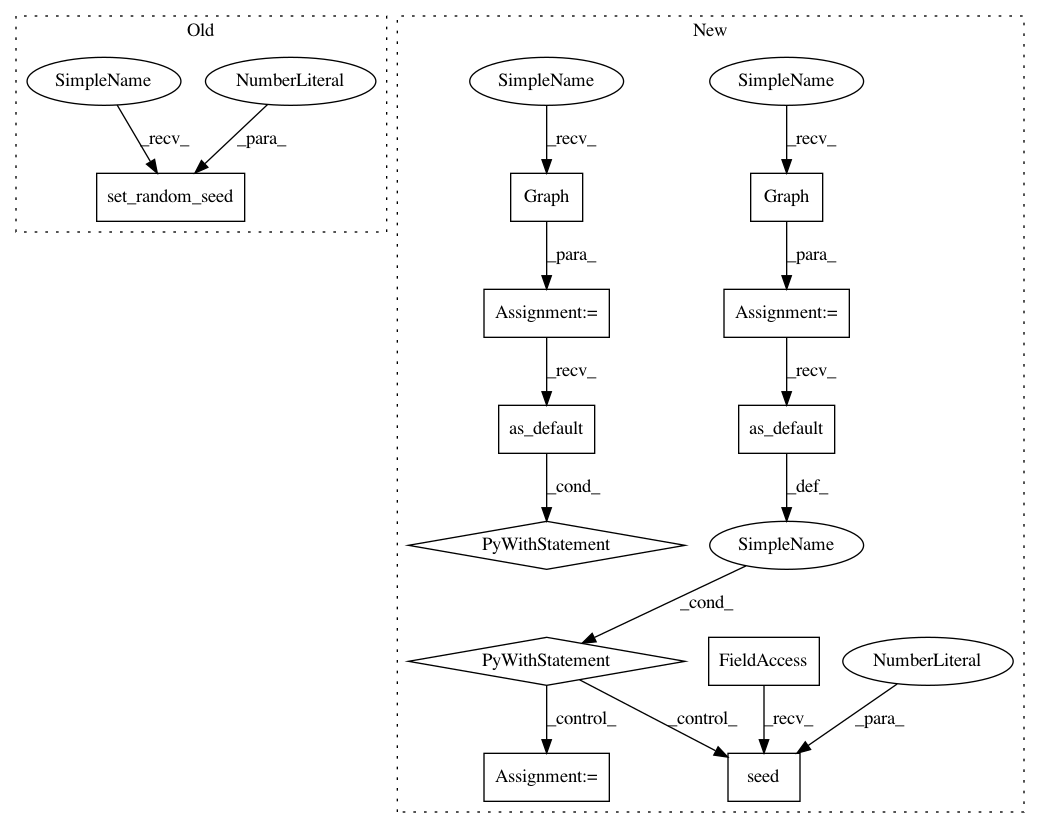 Old
New
SimpleName
NumberLiteral
SimpleName
SimpleName
_recv_
_para_
_recv_
_recv_
set_random_seed
Graph
Graph
_para_
_para_
Assignment:=
Assignment:=
_recv_
_recv_
as_default
as_default
_cond_
_def_
PyWithStatement
SimpleName
_cond_
PyWithStatement
FieldAccess
NumberLiteral
_control_
_control_
_recv_
_para_
Assignment:=
seed